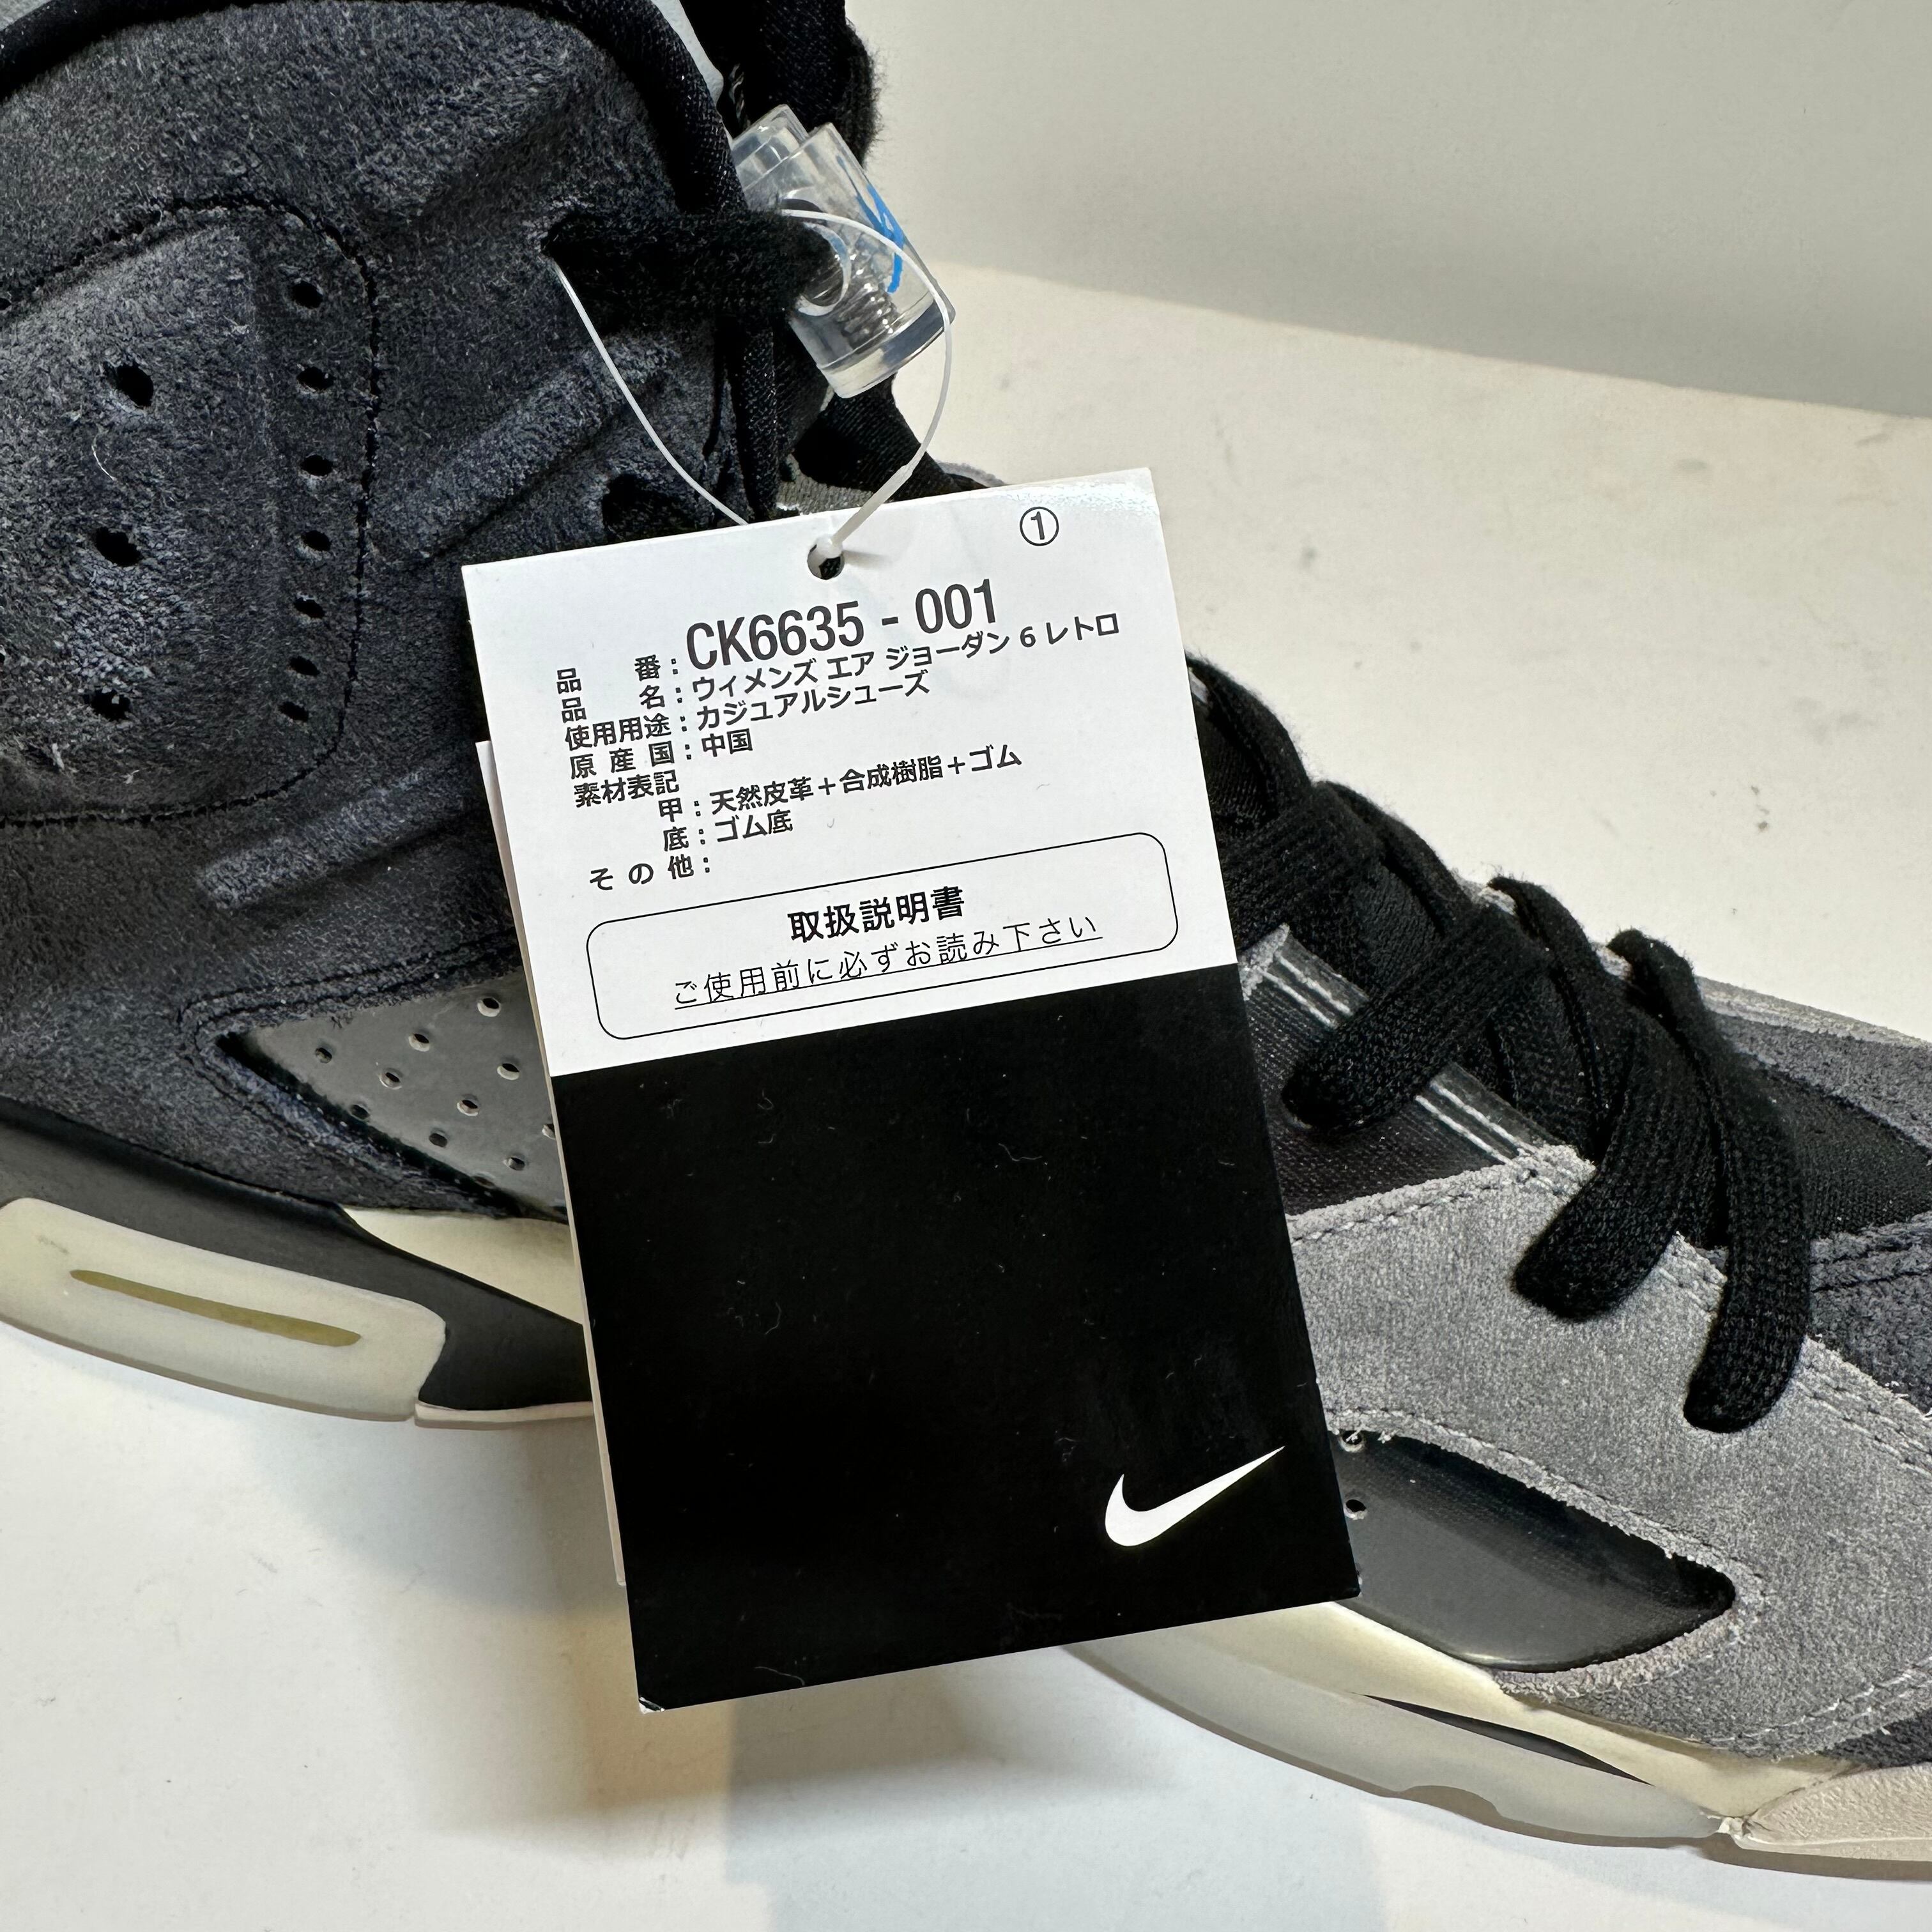 ①
品 番 : CK6635 - 001
品 名 : ウィメンズ エア ジョーダン 6 レトロ
使用用途 : カジュアルシューズ
原 産 国 : 中国
素材表記
甲 : 天然皮革+合成樹脂+ゴム
底 : ゴム底
そ の 他 :
取扱説明書
ご使用前に必ずお読み下さい